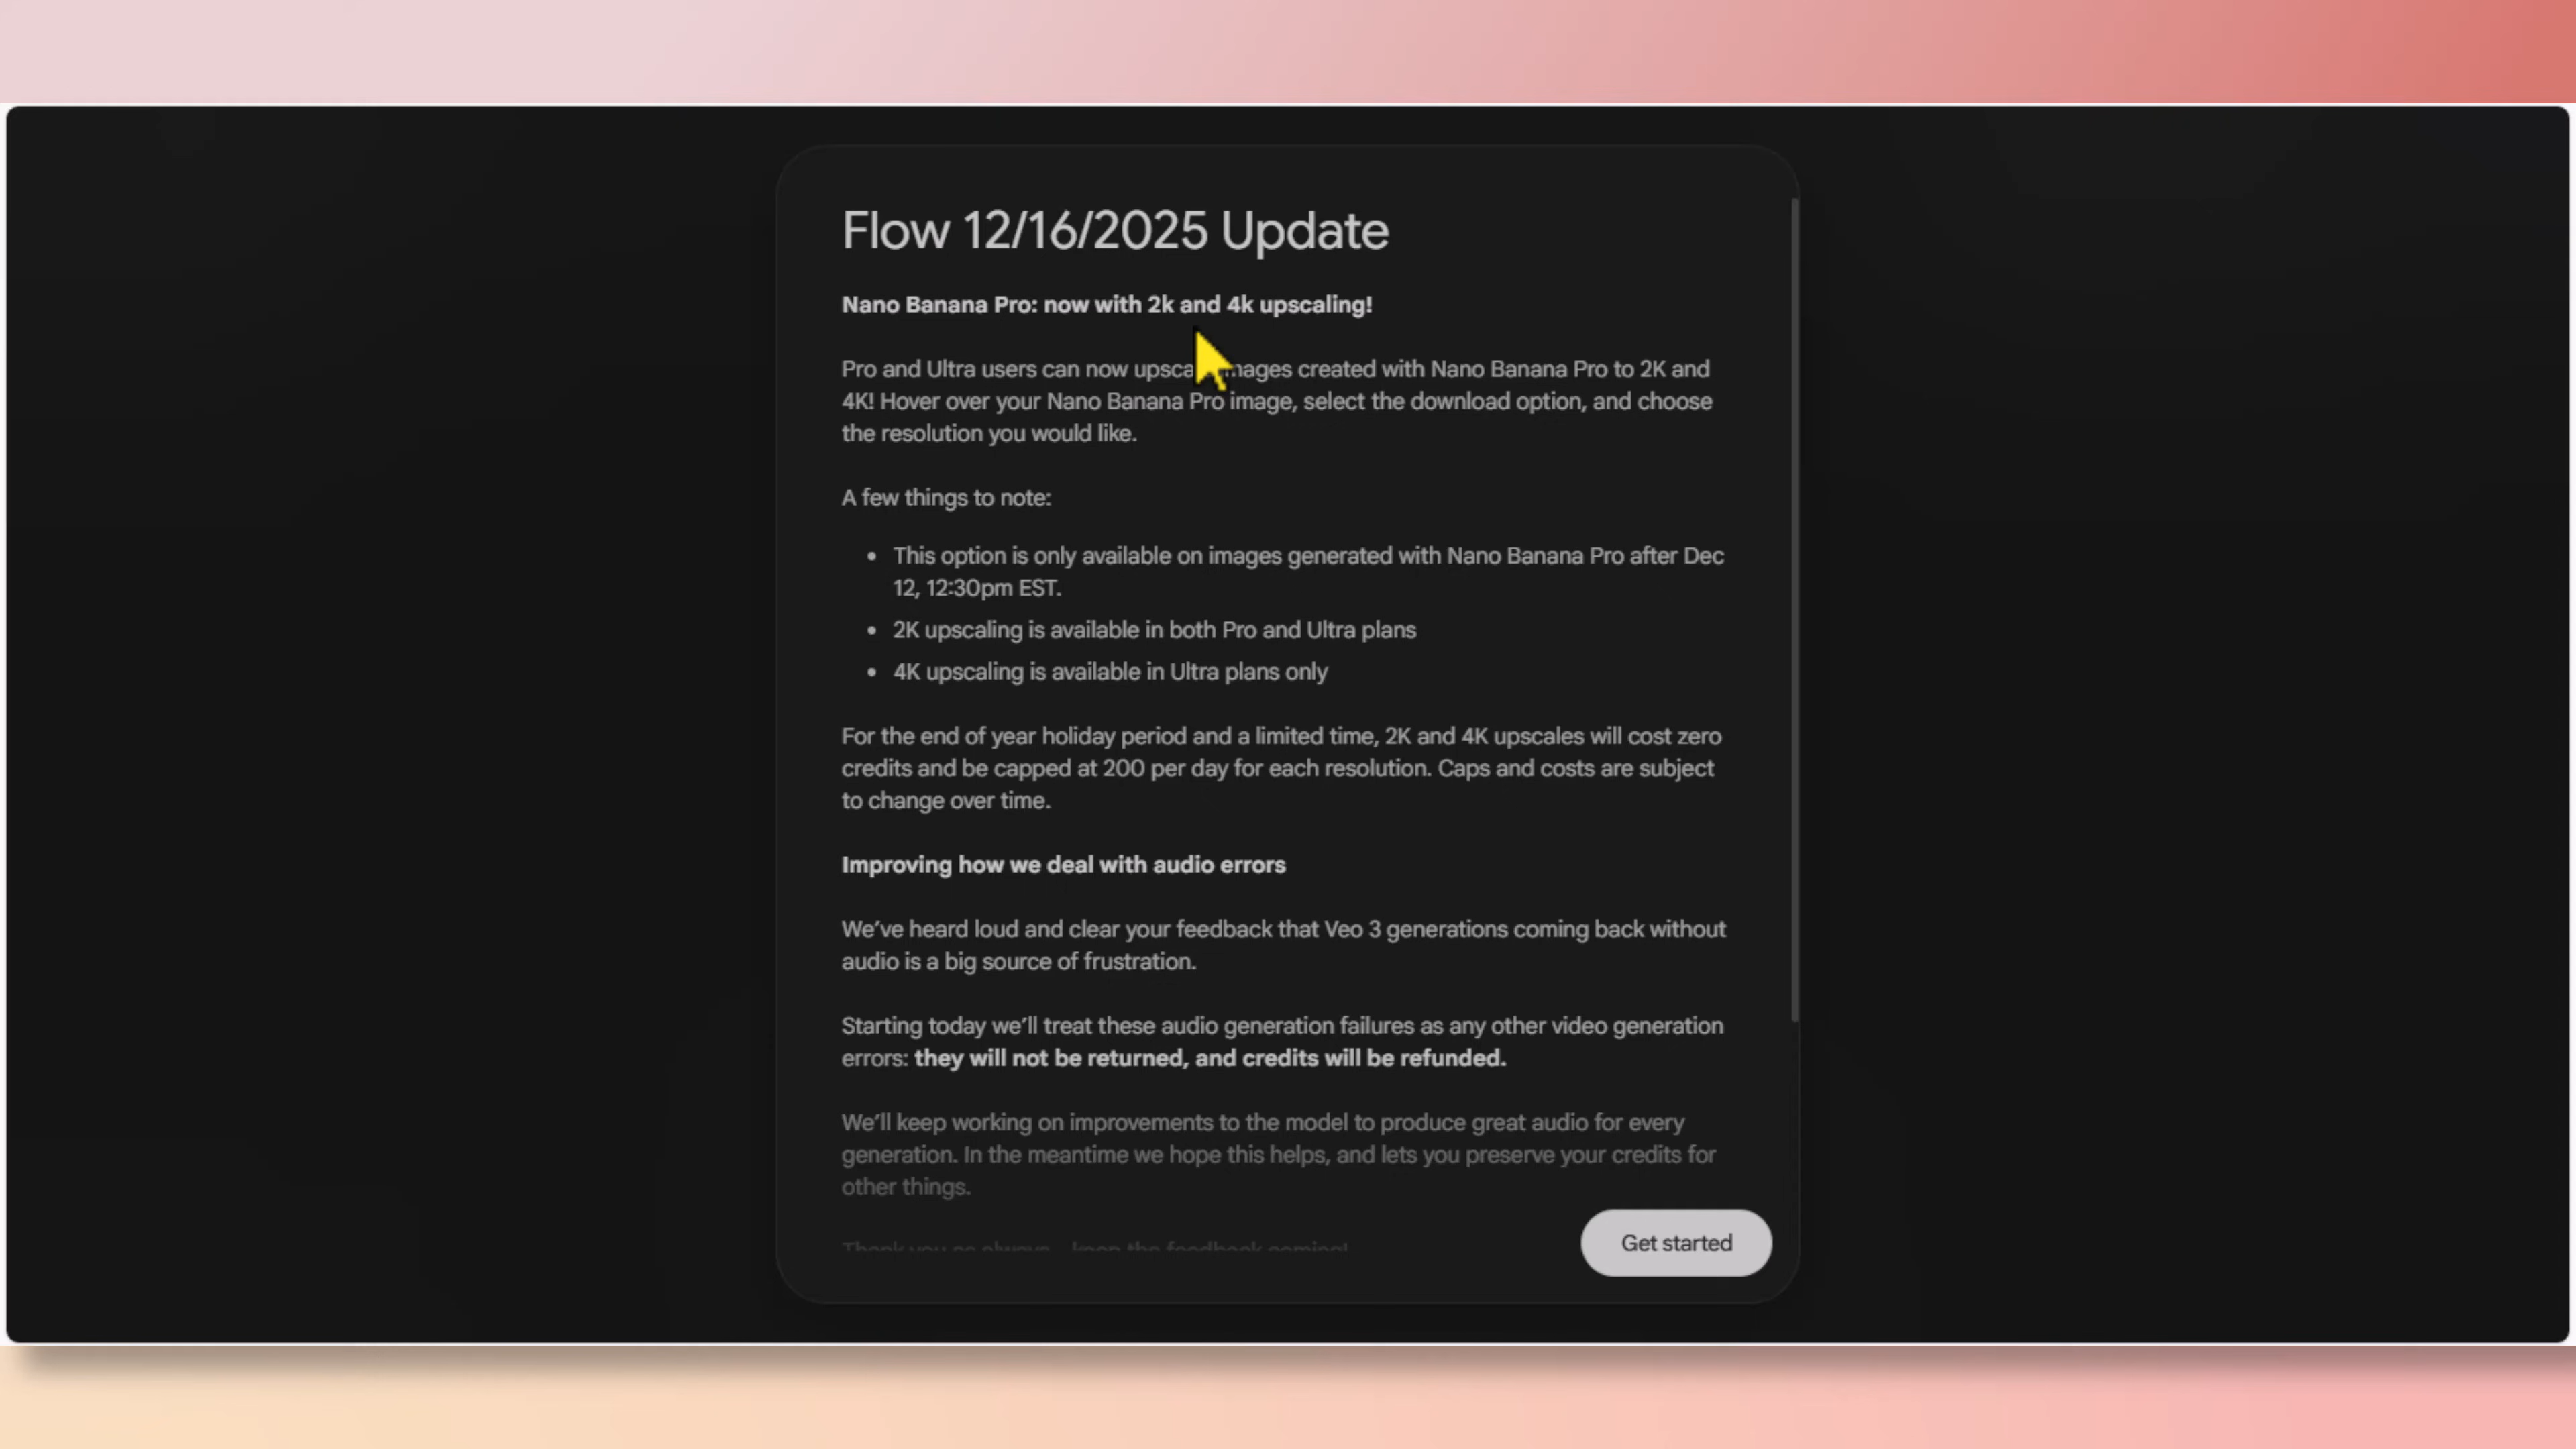 Flow 12/16/2025 Update
Nano Banana Pro: now with 2k and 4k upscaling!
Pro and Ultra users can now upsca mages created with Nano Banana Pro to 2K and
4K! Hover over your Nano Banana Pro image, select the download option, and choose
the resolution you would like.
A few things to note:
• This option is only available on images generated with Nano Banana Pro after Dec
12, 12:30pm EST.
• 2K upscaling is available in both Pro and Ultra plans
• 4K upscaling is available in Ultra plans only
For the end of year holiday period and a limited time, 2K and 4K upscales will cost zero
credits and be capped at 200 per day for each resolution. Caps and costs are subject
to change over time.
Improving how we deal with audio errors
We've heard loud and clear your feedback that Veo 3 generations coming back without
audio is a big source of frustration.
Starting today we'll treat these audio generation failures as any other video generation
errors: they will not be returned, and credits will be refunded.
We'll keep working on improvements to the model to produce great audio for every
generation. In the meantime we hope this helps, and lets you preserve your credits for
other things.
Get started